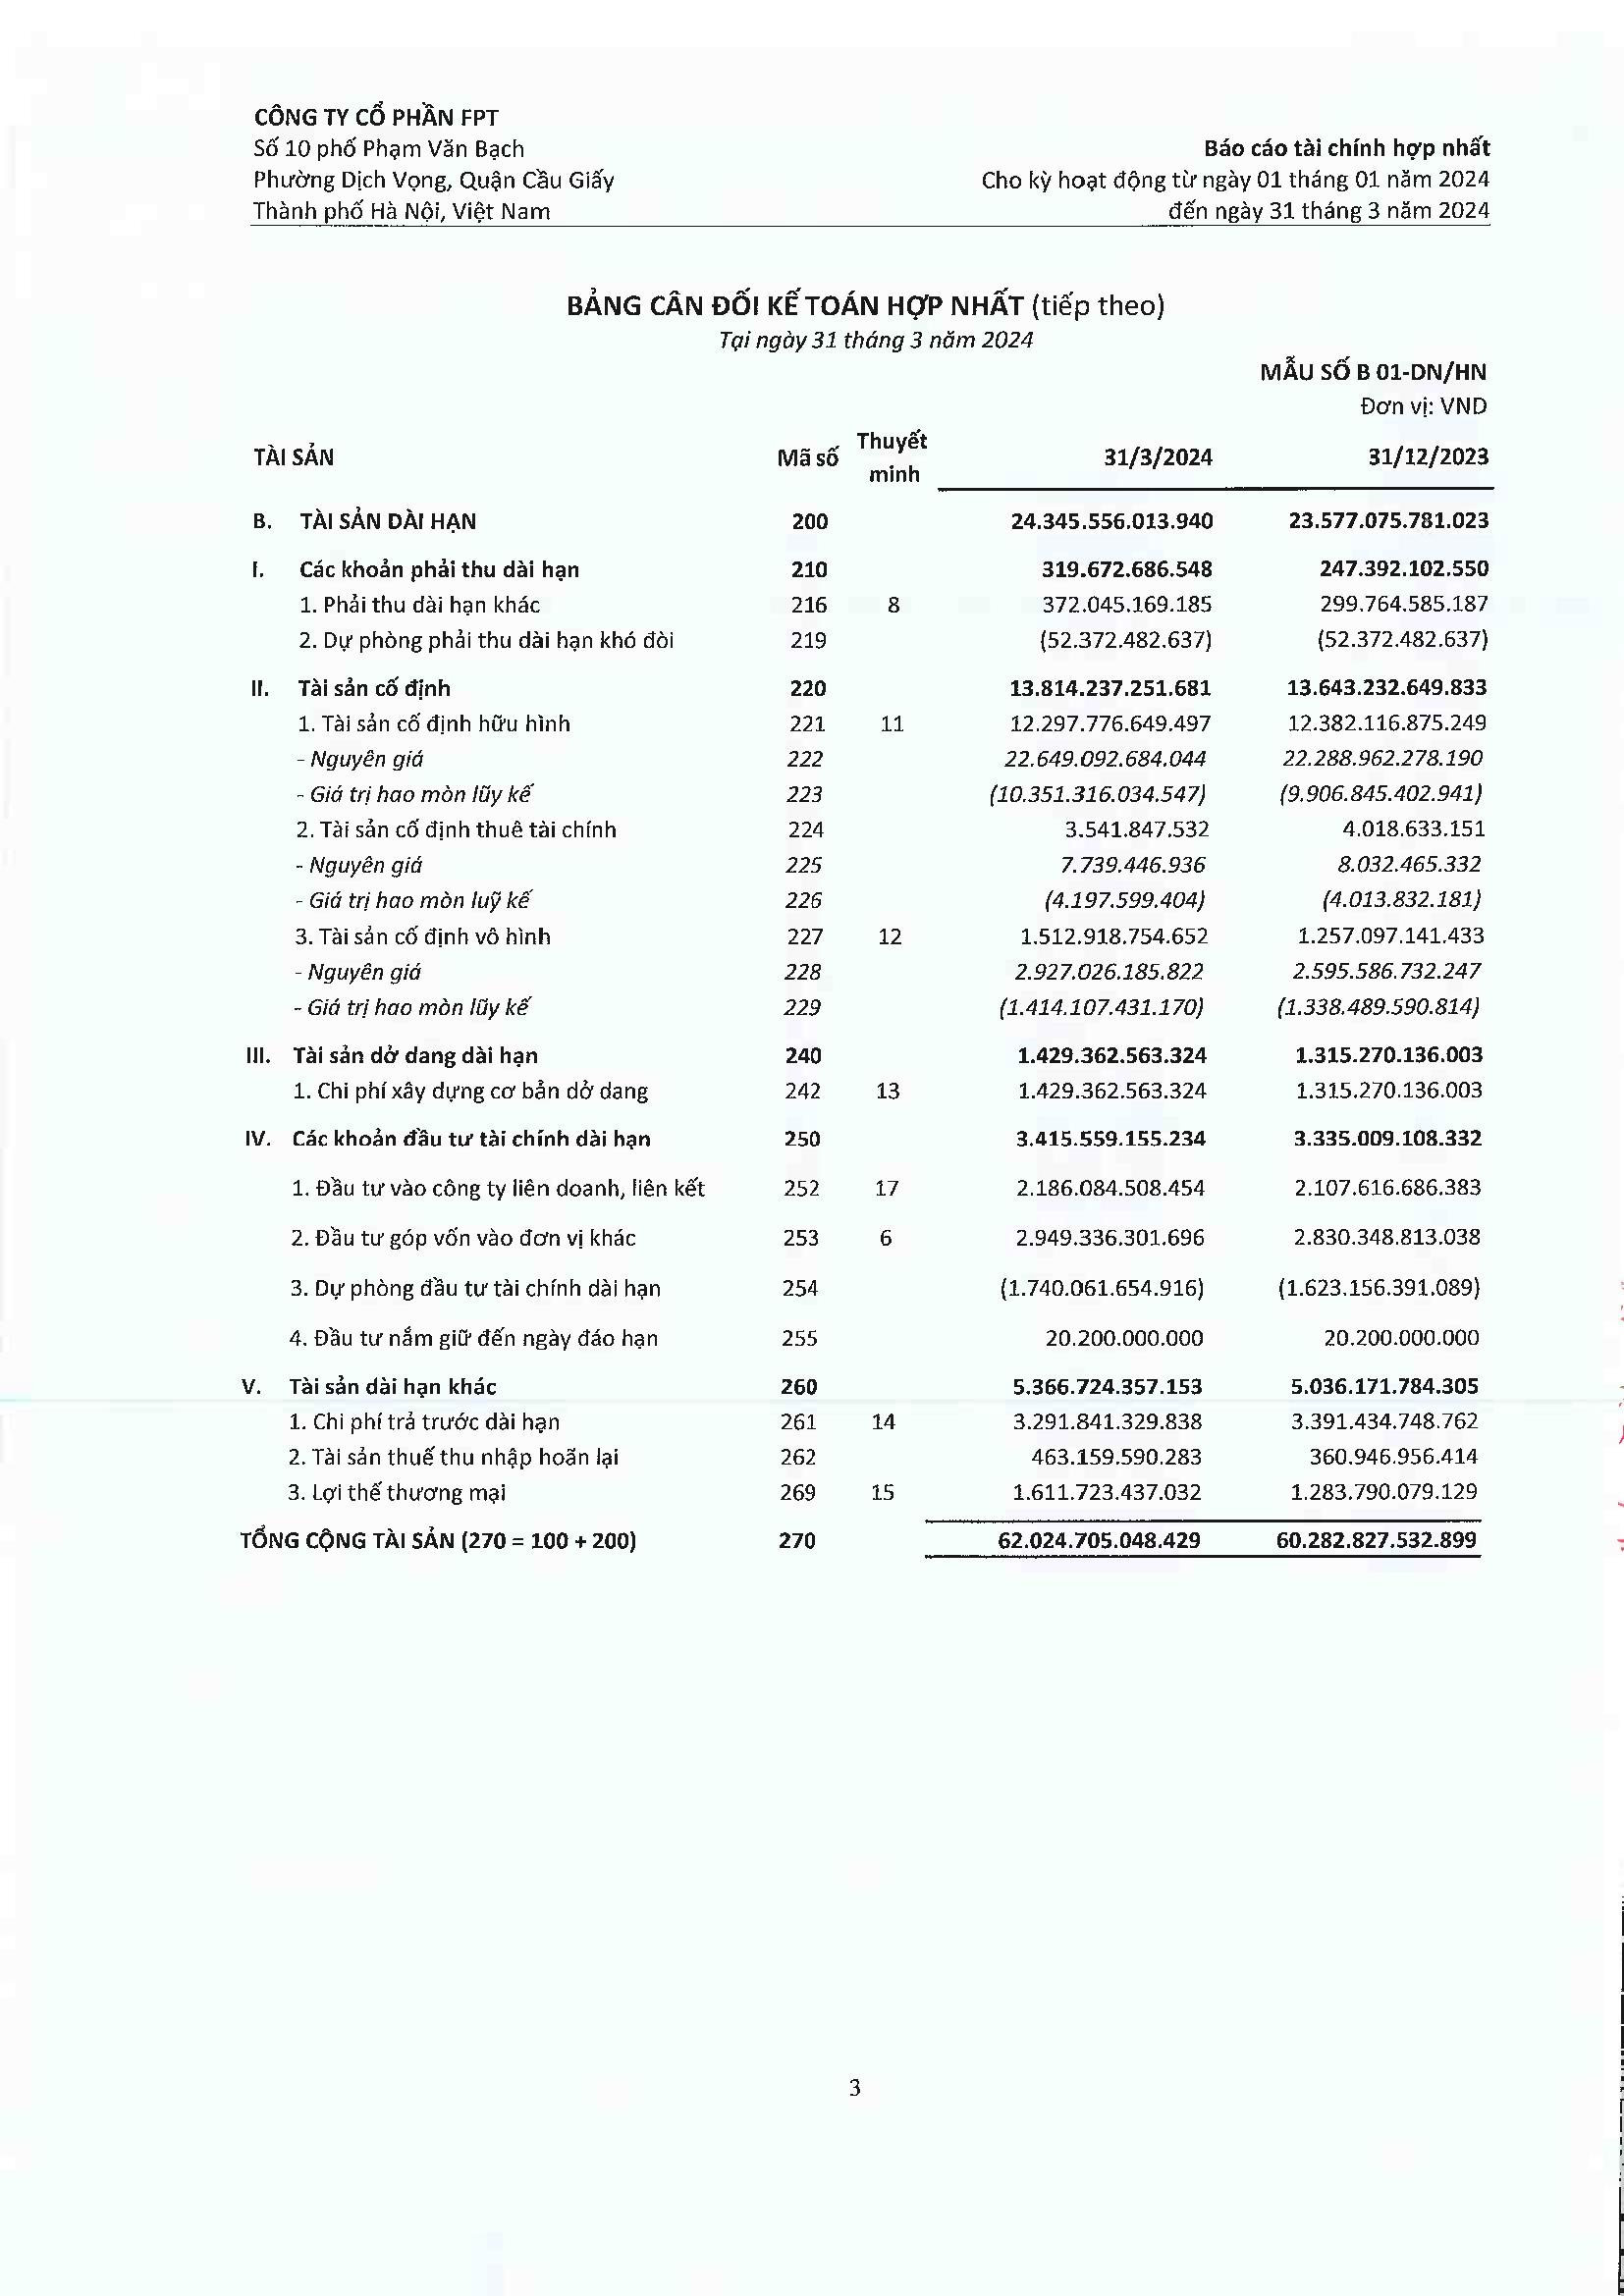 CÔNG TY CỔ PHẦN FPT
Số 10 phố Phạm Văn Bạch
Báo cáo tài chính hợp nhất
Phường Dịch Vọng, Quận Cầu Giấy
Cho kỳ hoạt động từ ngày 01 tháng 01 năm 2024
Thành phố Hà Nội, Việt Nam
đến ngày 31 tháng 3 năm 2024
BẢNG CÂN ĐỐI KẾ TOÁN HỢP NHẤT (tiếp theo)
Tại ngày 31 tháng 3 năm 2024
MẪU SỐ B 01-DN/HN
Đơn vị: VND
TÀI SẢN Mã số Thuyết minh 31/3/2024 31/12/2023
B. TÀI SẢN DÀI HẠN 200 24.345.556.013.940 23.577.075.781.023
I. Các khoản phải thu dài hạn 210 319.672.686.548 247.392.102.550
1. Phải thu dài hạn khác 216 8 372.045.169.185 299.764.585.187
2. Dự phòng phải thu dài hạn khó đòi 219 (52.372.482.637) (52.372.482.637)
II. Tài sản cố định 220 13.814.237.251.681 13.643.232.649.833
1. Tài sản cố định hữu hình 221 11 12.297.776.649.497 12.382.116.875.249
- Nguyên giá 222 22.649.092.684.044 22.288.962.278.190
- Giá trị hao mòn lũy kế 223 (10.351.316.034.547) (9.906.845.402.941)
2. Tài sản cố định thuê tài chính 224 3.541.847.532 4.018.633.151
- Nguyên giá 225 7.739.446.936 8.032.465.332
- Giá trị hao mòn luỹ kế 226 (4.197.599.404) (4.013.832.181)
3. Tài sản cố định vô hình 227 12 1.512.918.754.652 1.257.097.141.433
- Nguyên giá 228 2.927.026.185.822 2.595.586.732.247
- Giá trị hao mòn lũy kế 229 (1.414.107.431.170) (1.338.489.590.814)
III. Tài sản dở dang dài hạn 240 1.429.362.563.324 1.315.270.136.003
1. Chi phí xây dựng cơ bản dở dang 242 13 1.429.362.563.324 1.315.270.136.003
IV. Các khoản đầu tư tài chính dài hạn 250 3.415.559.155.234 3.335.009.108.332
1. Đầu tư vào công ty liên doanh, liên kết 252 17 2.186.084.508.454 2.107.616.686.383
2. Đầu tư góp vốn vào đơn vị khác 253 6 2.949.336.301.696 2.830.348.813.038
3. Dự phòng đầu tư tài chính dài hạn 254 (1.740.061.654.916) (1.623.156.391.089)
4. Đầu tư nắm giữ đến ngày đáo hạn 255 20.200.000.000 20.200.000.000
V. Tài sản dài hạn khác 260 5.366.724.357.153 5.036.171.784.305
1. Chi phí trả trước dài hạn 261 14 3.291.841.329.838 3.391.434.748.762
2. Tài sản thuế thu nhập hoãn lại 262 463.159.590.283 360.946.956.414
3. Lợi thế thương mại 269 15 1.611.723.437.032 1.283.790.079.129
TỔNG CỘNG TÀI SẢN (270 = 100 + 200) 270 62.024.705.048.429 60.282.827.532.899
3